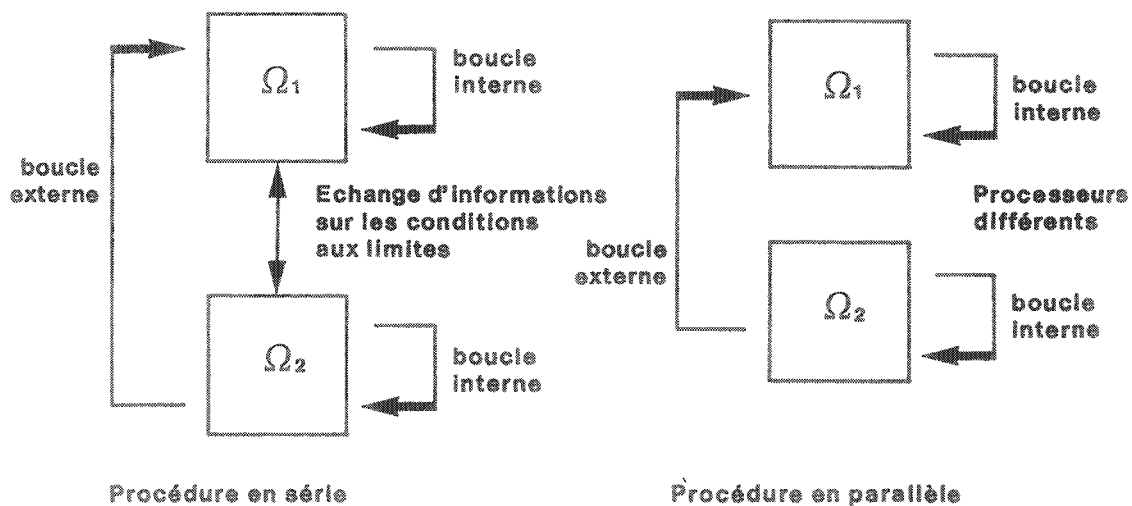 Ω₁
boucle
interne
boucle
externe
Echange d'informations
sur les conditions
aux limites
Ω₂
boucle
interne
Procédure en série
Ω₁
boucle
interne
Processeurs
différents
boucle
externe
Ω₂
boucle
interne
Procédure en parallèle